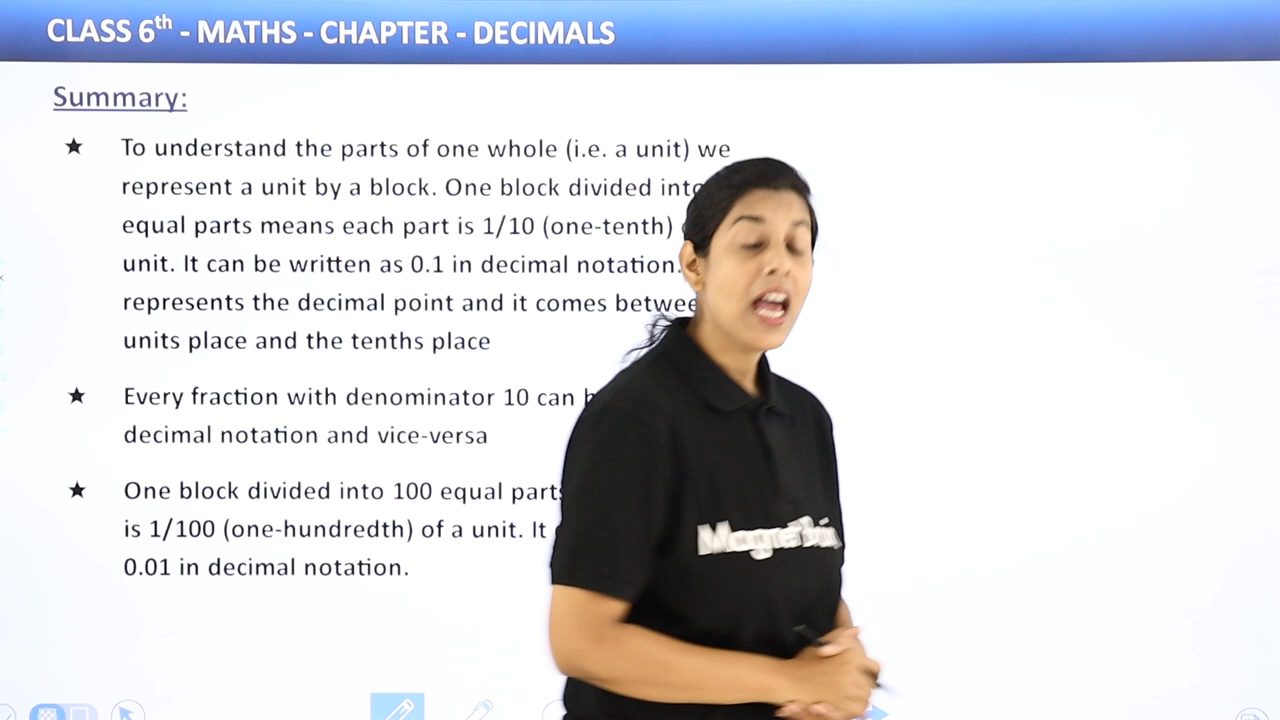 CLASS 6th - MATHS - CHAPTER - DECIMALS
Summary:
★ To understand the parts of one whole (i.e. a unit) we
represent a unit by a block. One block divided into
equal parts means each part is 1/10 (one-tenth)
unit. It can be written as 0.1 in decimal notation.
represents the decimal point and it comes
units place and the tenths place
★ Every fraction with denominator 10 can
decimal notation and vice-versa
★ One block divided into 100 equal parts
is 1/100 (one-hundredth) of a unit. It
0.01 in decimal notation.